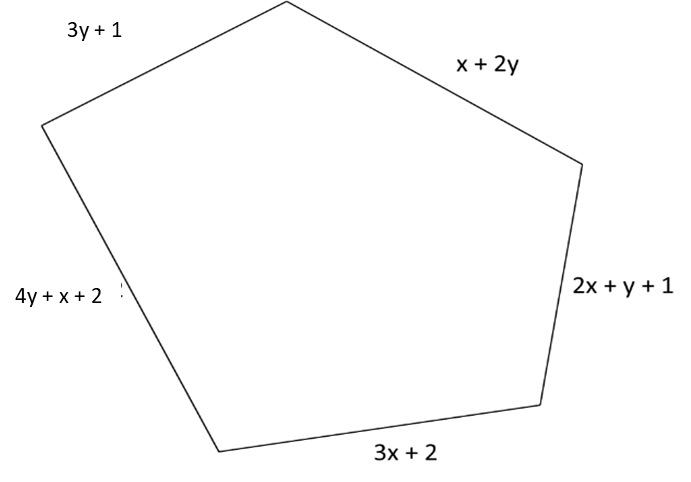 3y + 1
x + 2y
4y + x + 2
2x + y + 1
3x + 2